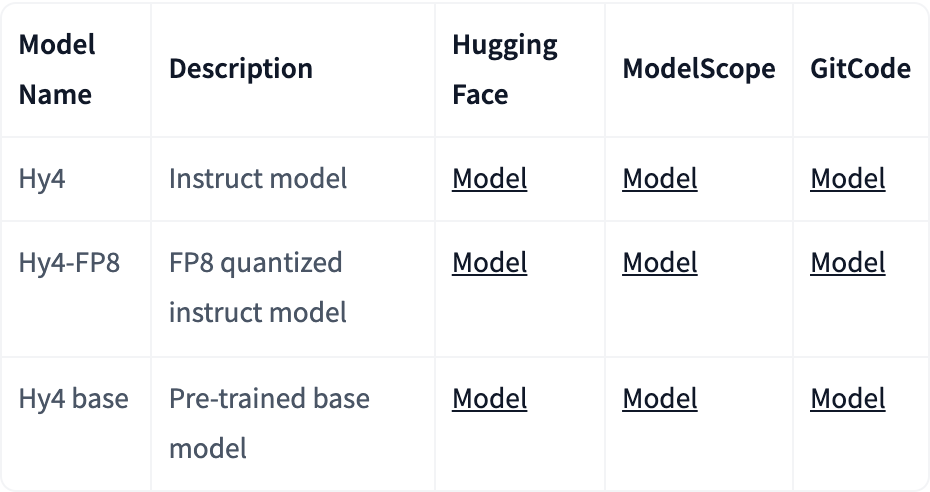 Model Name Description Hugging Face ModelScope GitCode
Hy4 Instruct model Model Model Model
Hy4-FP8 FP8 quantized instruct model Model Model Model
Hy4 base Pre-trained base model Model Model Model